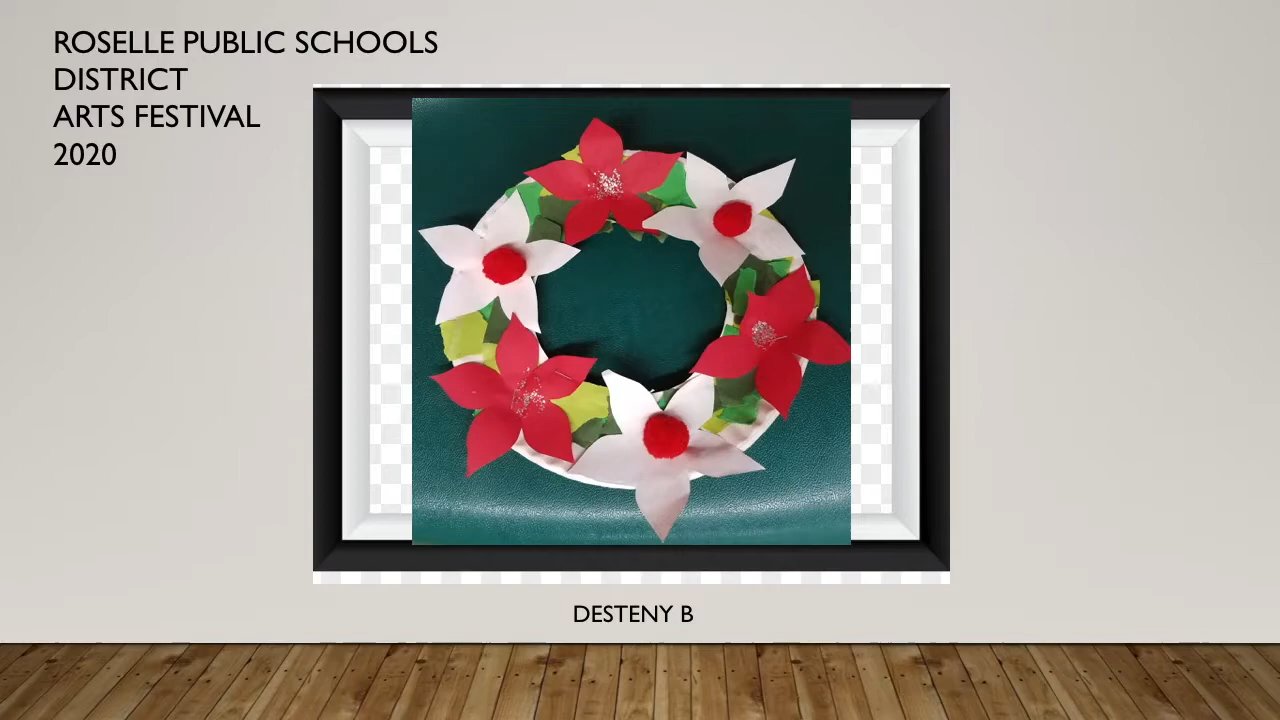 ROSELLE PUBLIC SCHOOLS
DISTRICT
ARTS FESTIVAL
2020
DESTENY B